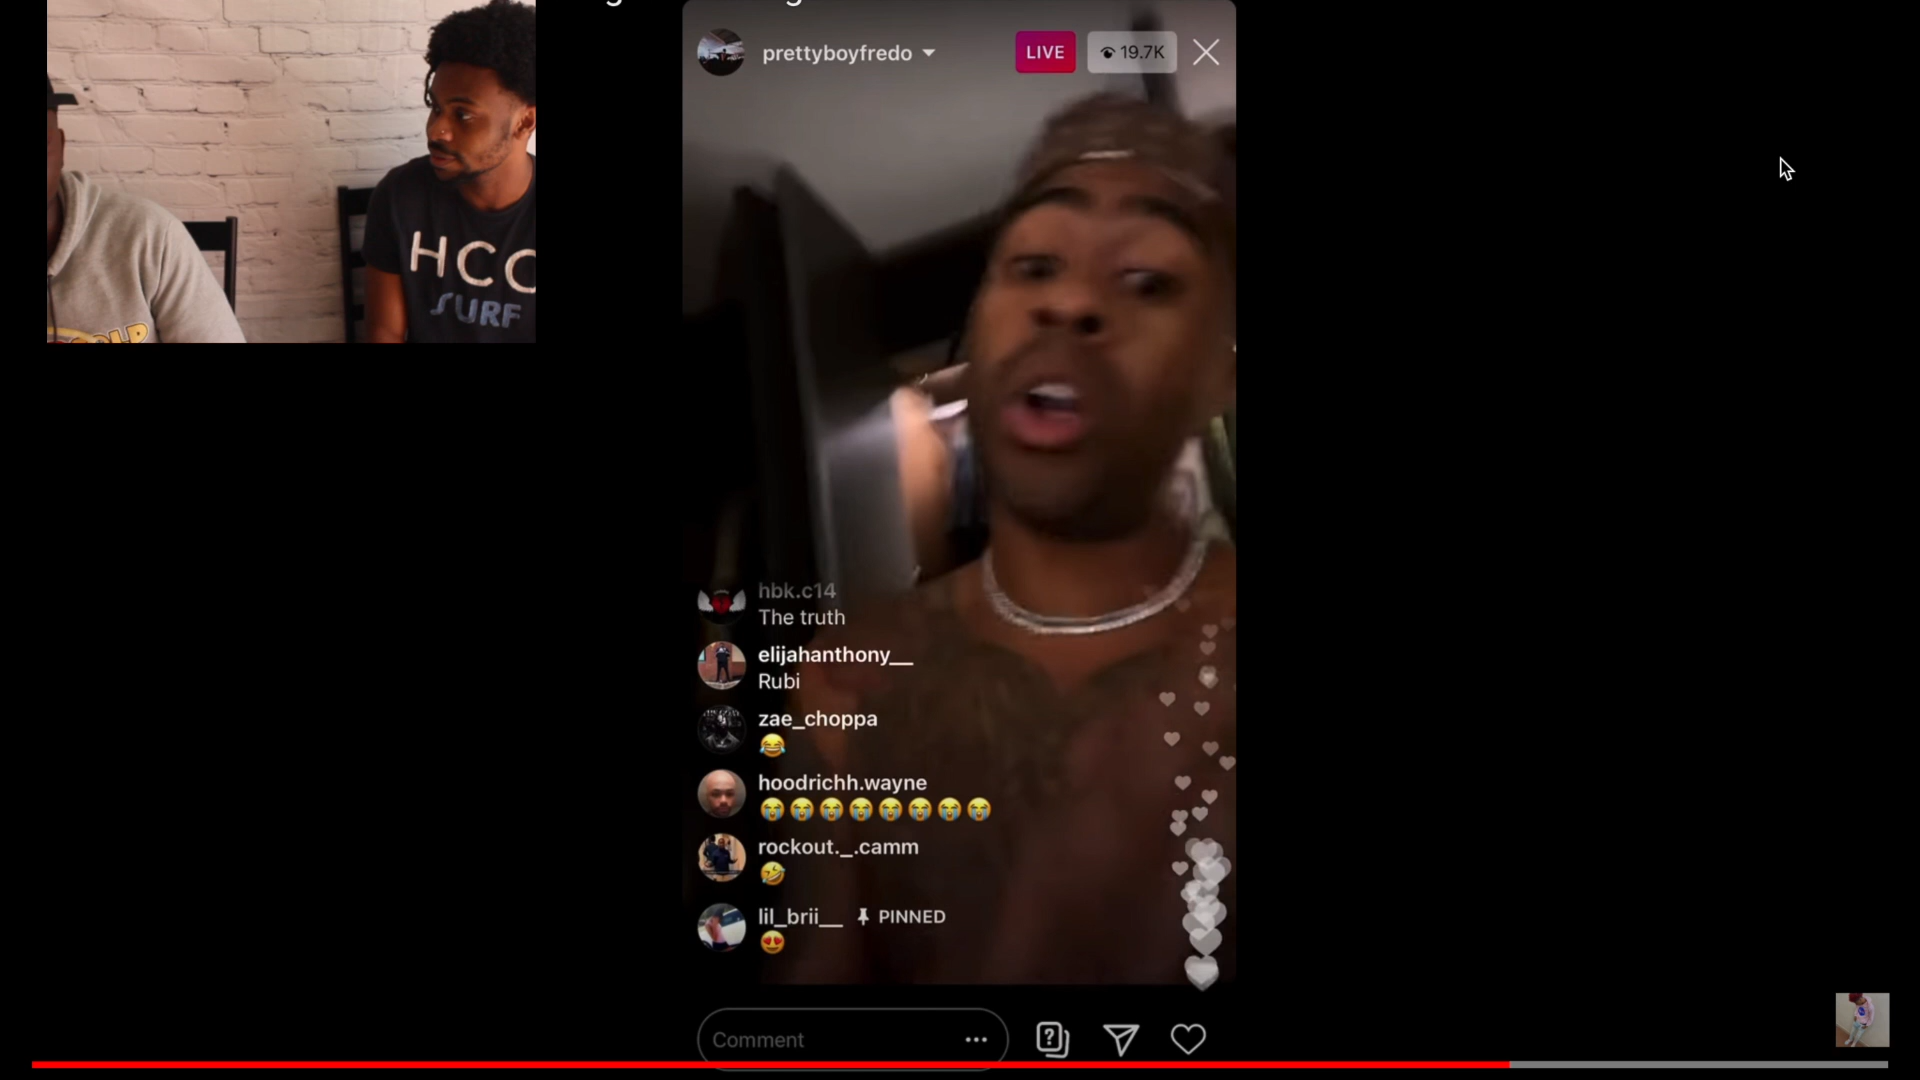 prettyboyfredo
LIVE
19.7K
HCO
SURF
hbk.c14
The truth
elijahanthony__
Rubi
zae_choppa
😂
hoodrichh.wayne
😭😭😭😭😭😭😭😭
rockout._.camm
🤣
lil_brii__ PINNED
😍
Comment